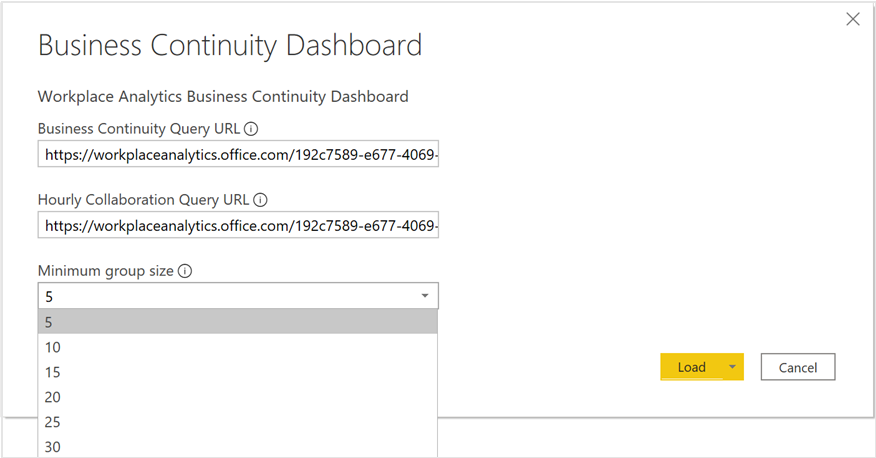 Business Continuity Dashboard
Workplace Analytics Business Continuity Dashboard
Business Continuity Query URL
https://workplaceanalytics.office.com/192c7589-e677-4069-
Hourly Collaboration Query URL
https://workplaceanalytics.office.com/192c7589-e677-4069-
Minimum group size
5
5
10
15
20
25
30
Load
Cancel